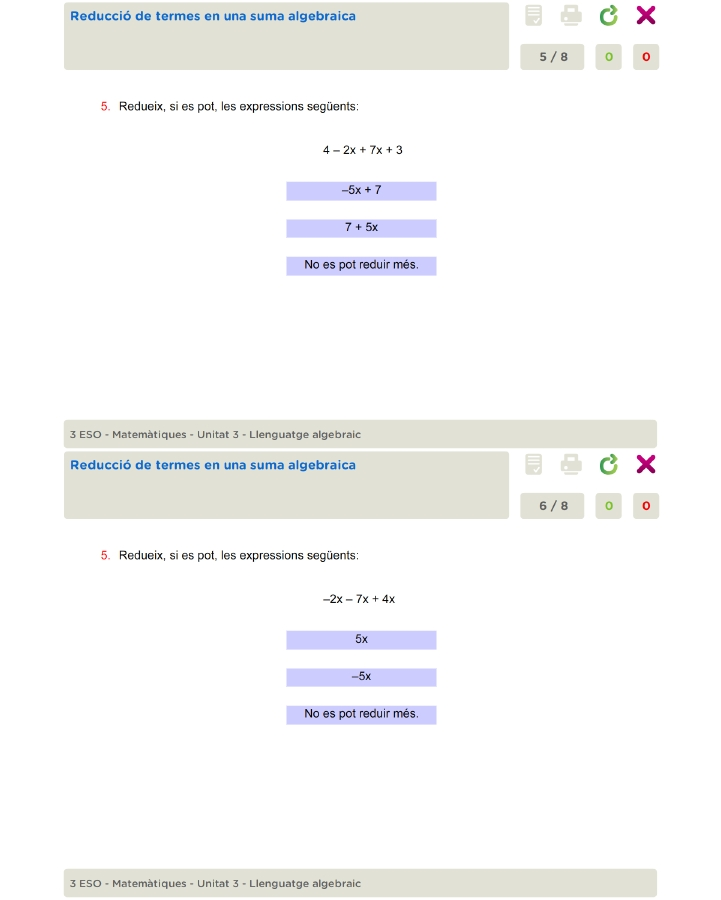 Reducció de termes en una suma algebraica
5 / 8
0
0
5. Redueix, si es pot, les expressions següents:
4 – 2x + 7x + 3
–5x + 7
7 + 5x
No es pot reduir més.
3 ESO - Matemàtiques - Unitat 3 - Llenguatge algebraic
Reducció de termes en una suma algebraica
6 / 8
0
0
5. Redueix, si es pot, les expressions següents:
–2x – 7x + 4x
5x
–5x
No es pot reduir més.
3 ESO - Matemàtiques - Unitat 3 - Llenguatge algebraic